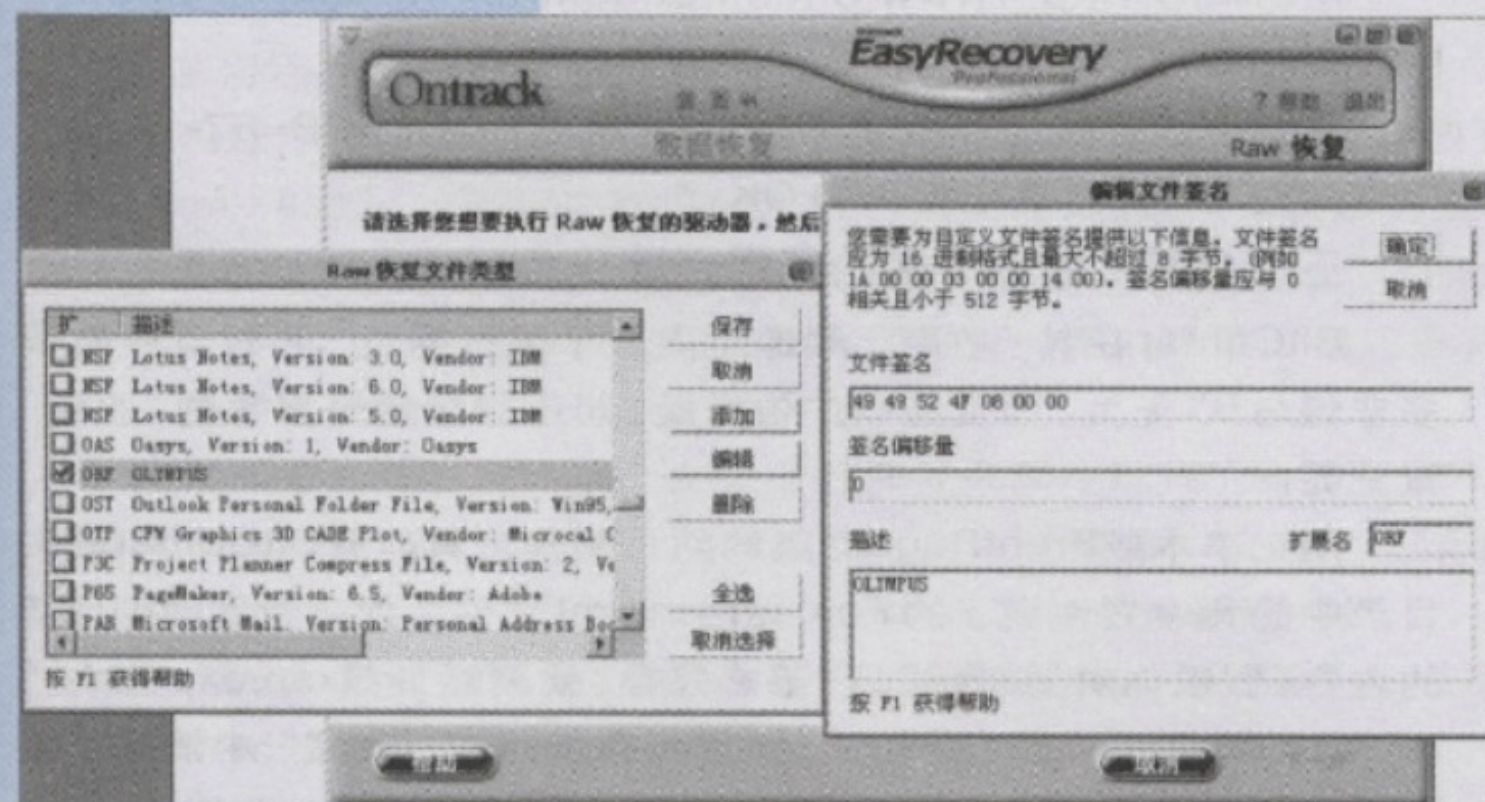 EasyRecovery
Professional
Ontrack
? 帮助 退出
数据恢复
Raw 恢复
请选择您想要执行 Raw 恢复的驱动器，然后
Raw 恢复文件类型
扩 描述
NSF Lotus Notes, Version: 3.0, Vendor: IBM
NSF Lotus Notes, Version: 6.0, Vendor: IBM
NSF Lotus Notes, Version: 5.0, Vendor: IBM
OAS Oasys, Version: 1, Vendor: Oasys
ORF OLYMPUS
OST Outlook Personal Folder File, Version: Win95,
OTP CFW Graphics 3D CADE Plot, Vendor: Microcal C
P3C Project Planner Compress File, Version: 2, Ve
P65 PageMaker, Version: 6.5, Vendor: Adobe
PAB Microsoft Mail. Version: Personal Address Boo
保存
取消
添加
编辑
删除
全选
取消选择
按 F1 获得帮助
编辑文件签名
您需要为自定义文件签名提供以下信息。文件签名
应为 16 进制格式且最大不超过 8 字节。(例如
1A 00 00 03 00 00 14 00)。签名偏移量应与 0
相关且小于 512 字节。
确定
取消
文件签名
49 49 52 4F 08 00 00
签名偏移量
0
描述
扩展名 ORF
OLYMPUS
按 F1 获得帮助
帮助
取消